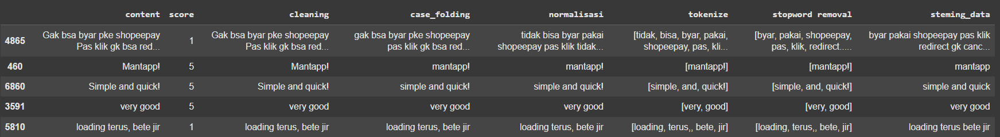 content score cleaning case_folding normalisasi tokenize stopword removal steming_data
4865 Gak bsa byar pke shopeepay Pas klik gk bsa red... 1 Gak bsa byar pke shopeepay Pas klik gk bsa red... gak bsa byar pke shopeepay pas klik gk bsa red... tidak bisa byar pakai shopeepay pas klik tidak... [tidak, bisa, byar, pakai, shopeepay, pas, kli... [byar, pakai, shopeepay, pas, klik, redirect..... byar pakai shopeepay pas klik redirect gk canc...
460 Mantapp! 5 Mantapp! mantapp! mantapp! [mantapp!] [mantapp!] mantapp
6860 Simple and quick! 5 Simple and quick! simple and quick! simple and quick! [simple, and, quick!] [simple, and, quick!] simple and quick
3591 very good 5 very good very good very good [very, good] [very, good] very good
5810 loading terus, bete jir 1 loading terus, bete jir loading terus, bete jir loading terus, bete jir [loading, terus,, bete, jir] [loading, terus,, bete, jir] loading terus bete jir